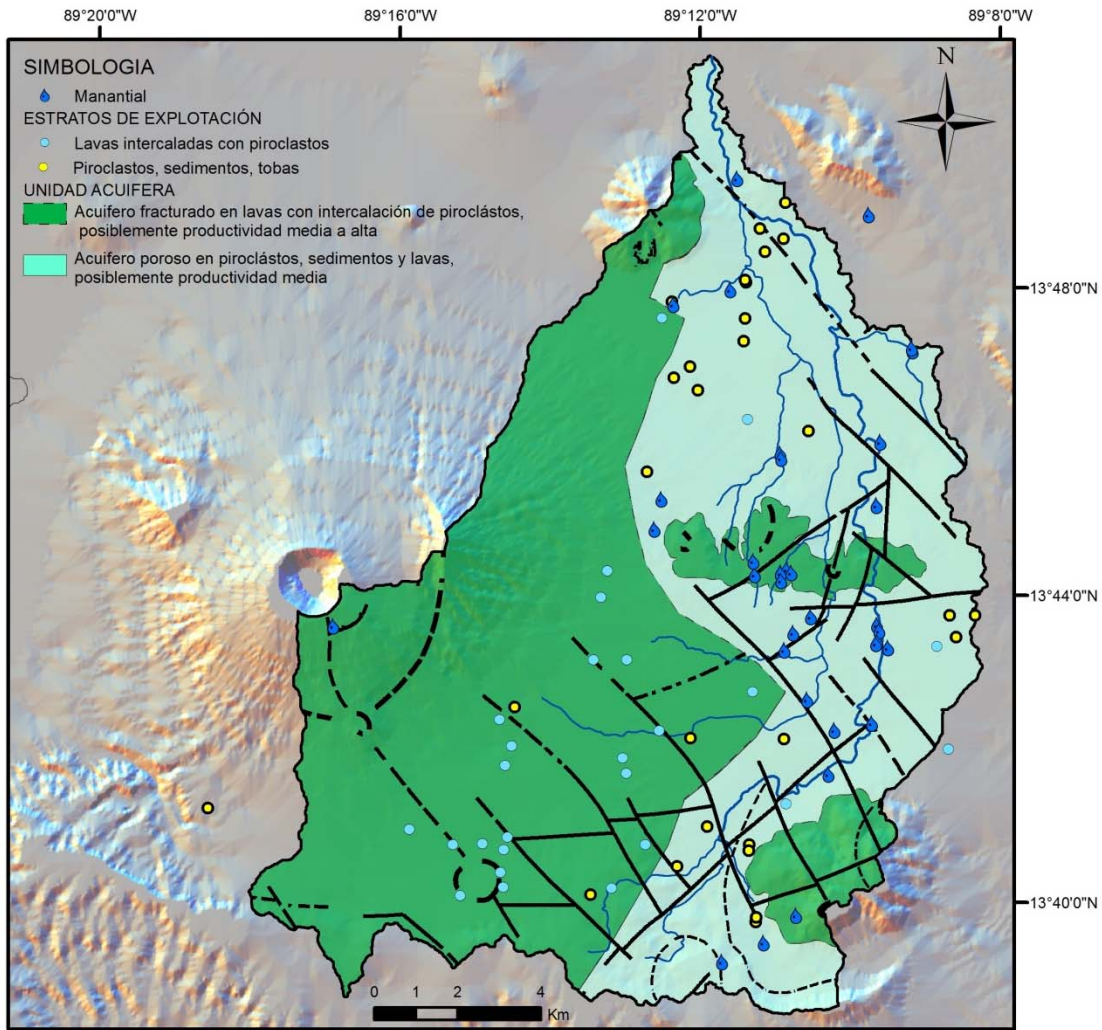 89°20'0"W 89°16'0"W 89°12'0"W 89°8'0"W
SIMBOLOGIA
Manantial
ESTRATOS DE EXPLOTACIÓN
Lavas intercaladas con piroclastos
Piroclastos, sedimentos, tobas
UNIDAD ACUIFERA
Acuifero fracturado en lavas con intercalación de piroclástos,
posiblemente productividad media a alta
Acuifero poroso en piroclástos, sedimentos y lavas,
posiblemente productividad media
N
13°48'0"N
13°44'0"N
13°40'0"N
0 1 2 4
Km